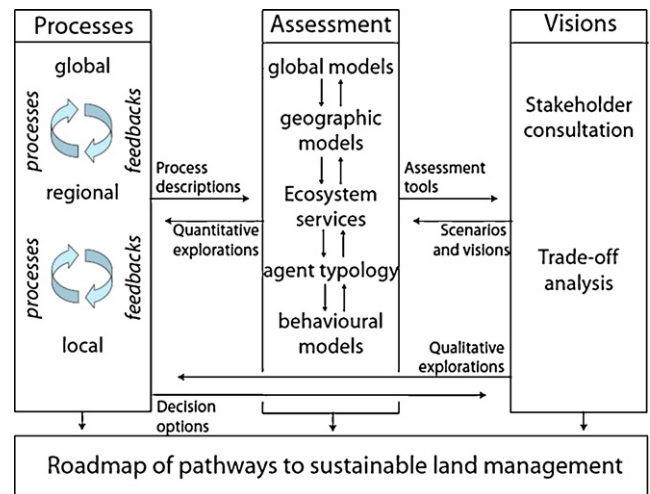 Processes
global
processes
feedbacks
regional
processes
feedbacks
local
Process
descriptions
Quantitative
explorations
Assessment
global models
geographic
models
Ecosystem
services
agent typology
behavioural
models
Assessment
tools
Scenarios
and visions
Visions
Stakeholder
consultation
Trade-off
analysis
Qualitative
explorations
Decision
options
Roadmap of pathways to sustainable land management